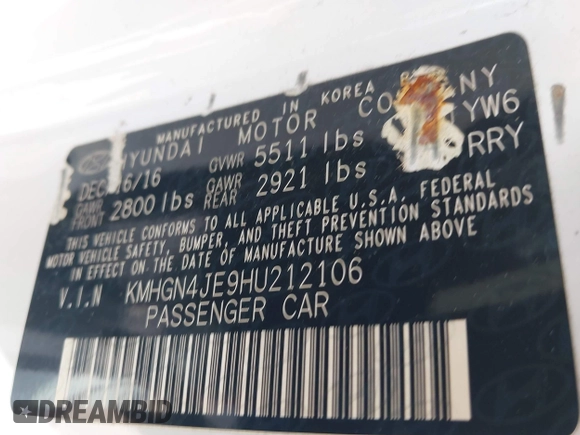 MANUFACTURED IN KOREA
HYUNDAI MOTOR CO NY
DEC 16/16 GVWR 5511 lbs YW6
GAWR FRONT 2800 lbs GAWR REAR 2921 lbs RRY
THIS VEHICLE CONFORMS TO ALL APPLICABLE U.S.A. FEDERAL
MOTOR VEHICLE SAFETY, BUMPER, AND THEFT PREVENTION STANDARDS
IN EFFECT ON THE DATE OF MANUFACTURE SHOWN ABOVE
V.I.N KMHGN4JE9HU212106
PASSENGER CAR
DREAMBID